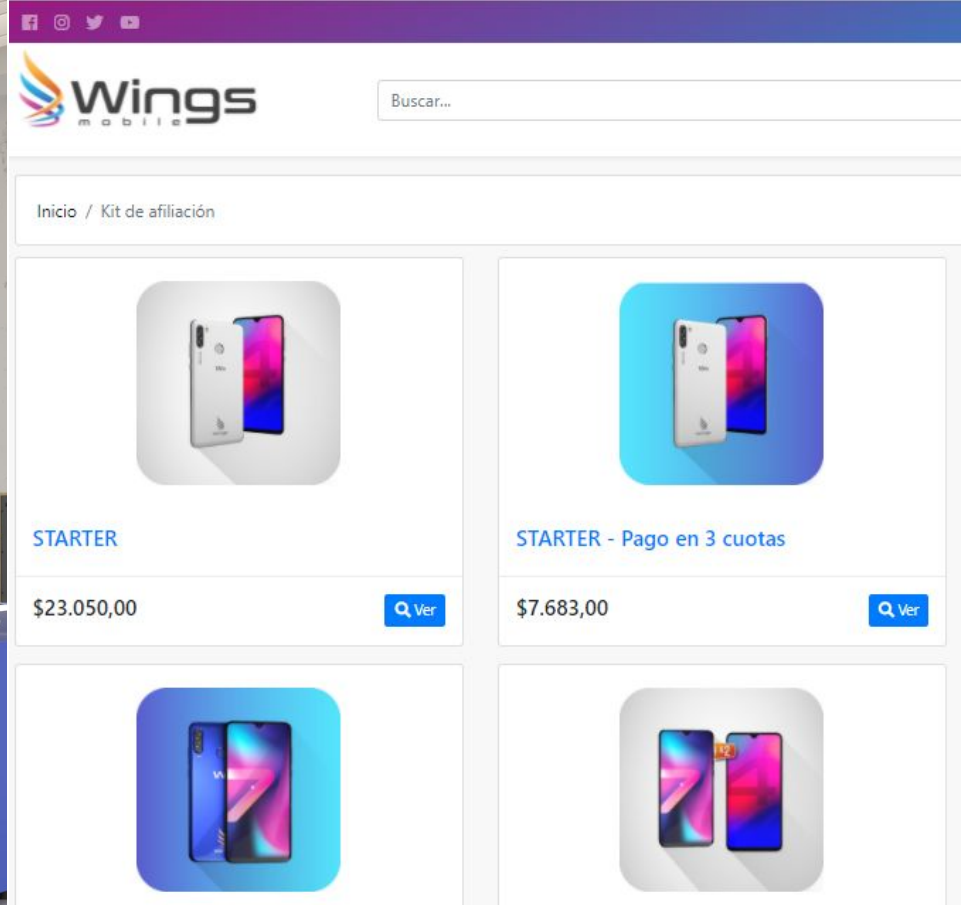 Wings
mobile
Buscar...
Inicio / Kit de afiliación
STARTER
$23.050,00
Ver
STARTER - Pago en 3 cuotas
$7.683,00
Ver